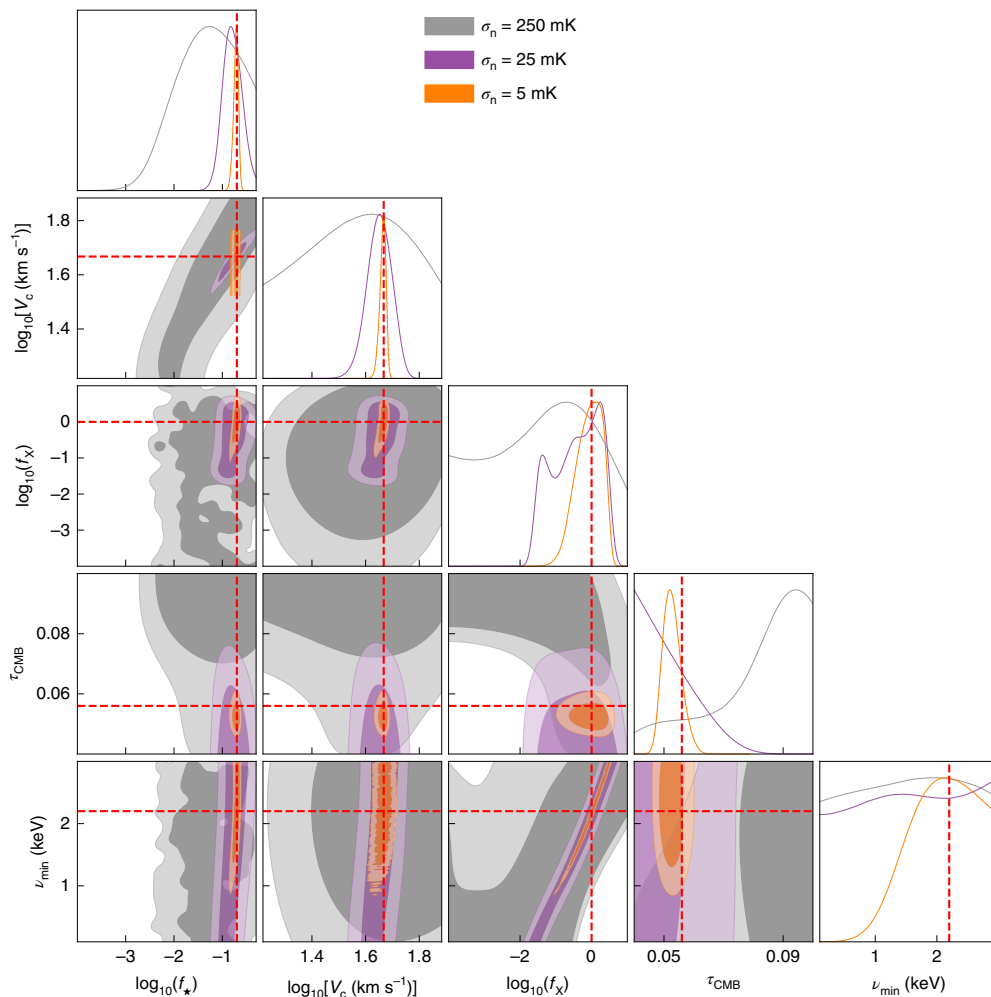 σn = 250 mK
σn = 25 mK
σn = 5 mK
log10[Vc (km s−1)]
1.8
1.6
1.4
log10(fX)
0
−1
−2
−3
τCMB
0.08
0.06
νmin (keV)
2
1
−3 −2 −1
log10(f★)
1.4 1.6 1.8
log10[Vc (km s−1)]
−2 0
log10(fX)
0.05 0.09
τCMB
1 2
νmin (keV)